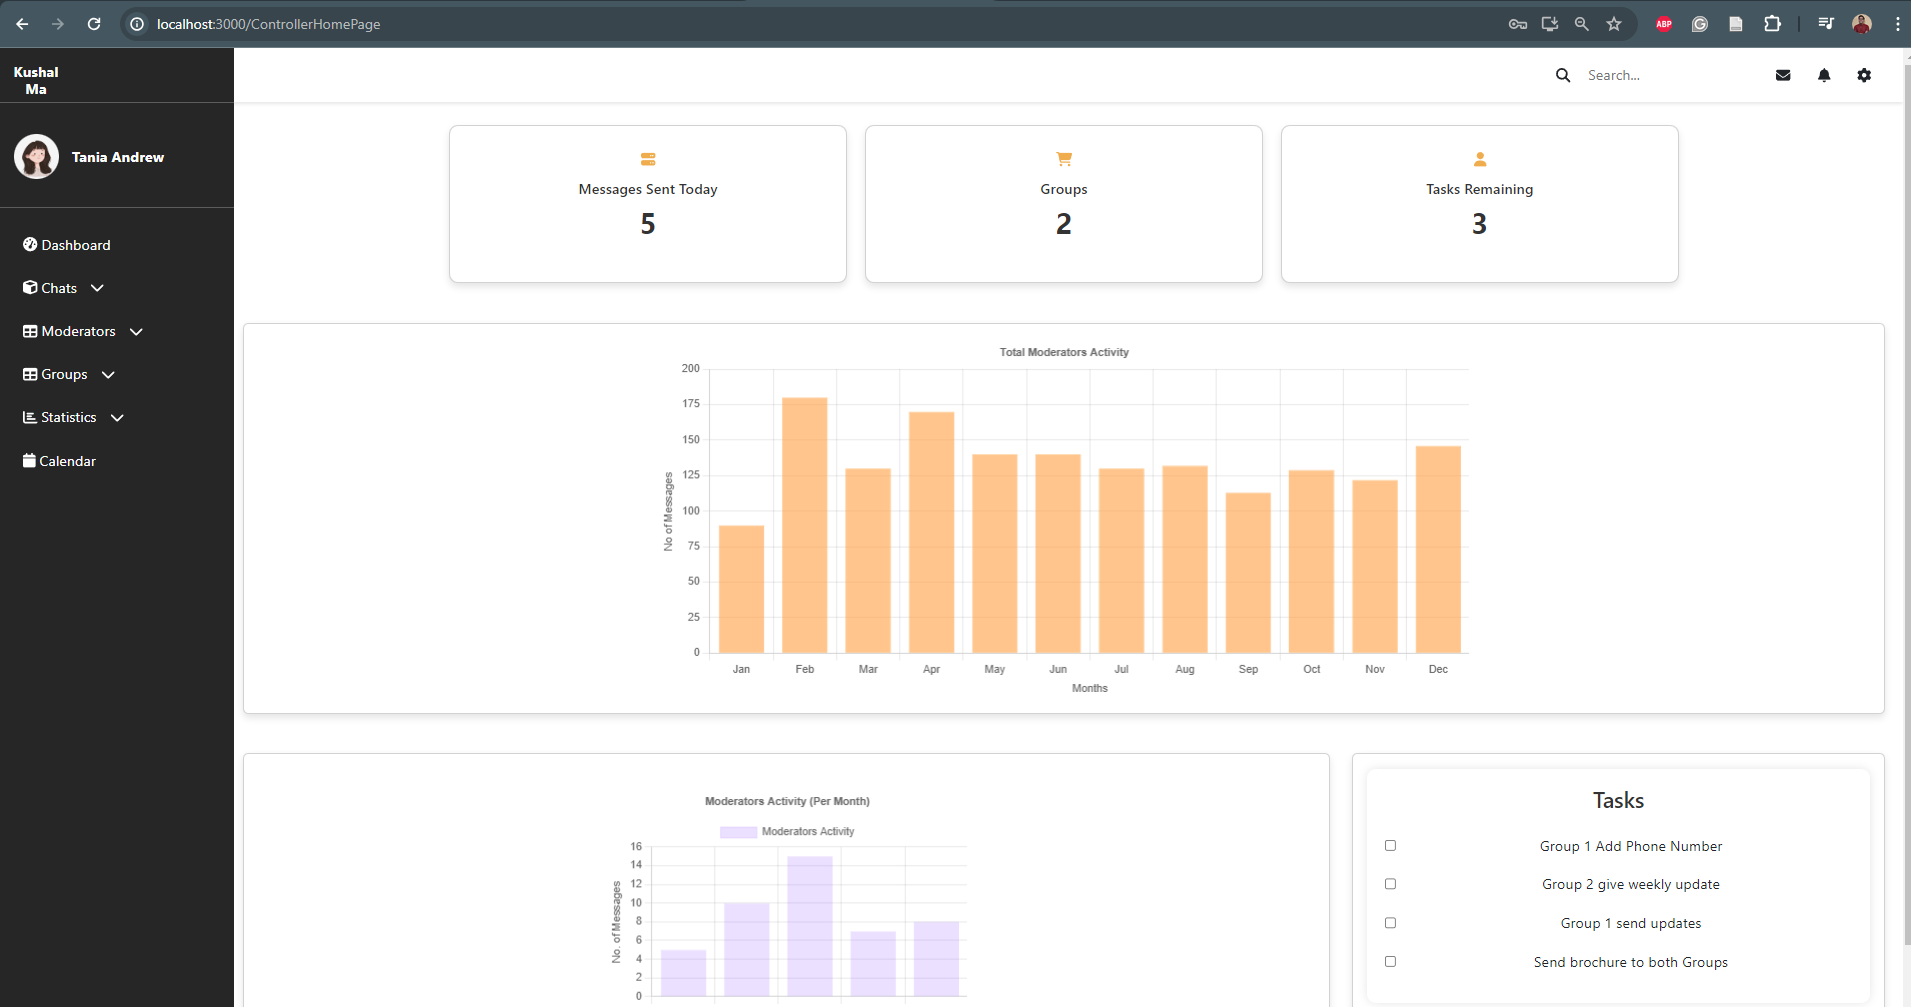 localhost:3000/ControllerHomePage
ABP
Kushal
Ma
Search...
Tania Andrew
Dashboard
Chats
Moderators
Groups
Statistics
Calendar
Messages Sent Today
5
Groups
2
Tasks Remaining
3
Total Moderators Activity
200
175
150
125
100
75
50
25
0
No of Messages
Jan Feb Mar Apr May Jun Jul Aug Sep Oct Nov Dec
Months
Moderators Activity (Per Month)
Moderators Activity
16
14
12
10
8
6
4
2
0
No. of Messages
Tasks
Group 1 Add Phone Number
Group 2 give weekly update
Group 1 send updates
Send brochure to both Groups